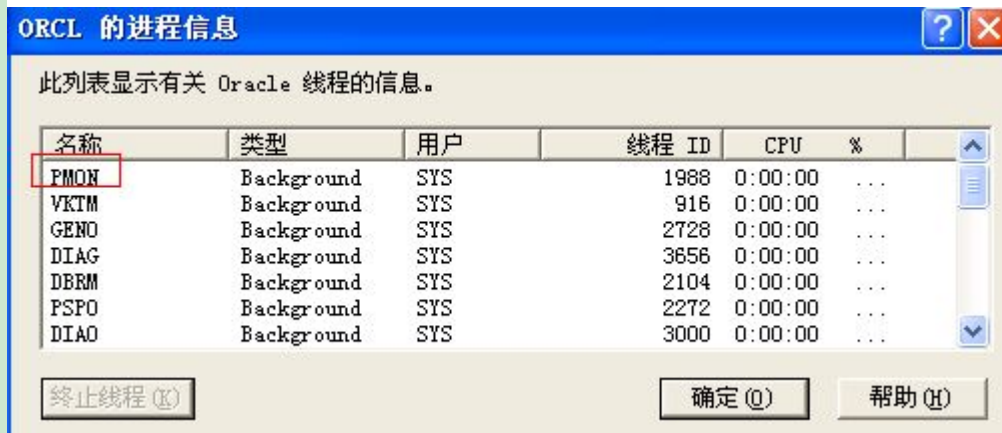 ORCL 的进程信息
此列表显示有关 Oracle 线程的信息。
名称 类型 用户 线程 ID CPU %
PMON Background SYS 1988 0:00:00 ...
VKTM Background SYS 916 0:00:00 ...
GEN0 Background SYS 2728 0:00:00 ...
DIAG Background SYS 3656 0:00:00 ...
DBRM Background SYS 2104 0:00:00 ...
PSP0 Background SYS 2272 0:00:00 ...
DIA0 Background SYS 3000 0:00:00 ...
终止线程(K) 确定(O) 帮助(H)